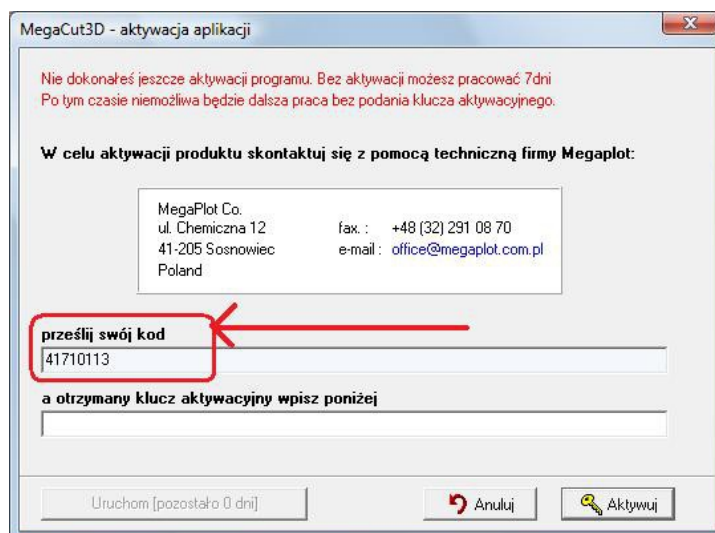 MegaCut3D - aktywacja aplikacji
Nie dokonałeś jeszcze aktywacji programu. Bez aktywacji możesz pracować 7dni
Po tym czasie niemożliwa będzie dalsza praca bez podania klucza aktywacyjnego.
W celu aktywacji produktu skontaktuj się z pomocą techniczną firmy Megaplot:
MegaPlot Co.
ul. Chemiczna 12 fax. : +48 (32) 291 08 70
41-205 Sosnowiec e-mail : office@megaplot.com.pl
Poland
prześlij swój kod
41710113
a otrzymany klucz aktywacyjny wpisz poniżej
Uruchom [pozostało 0 dni] Anuluj Aktywuj